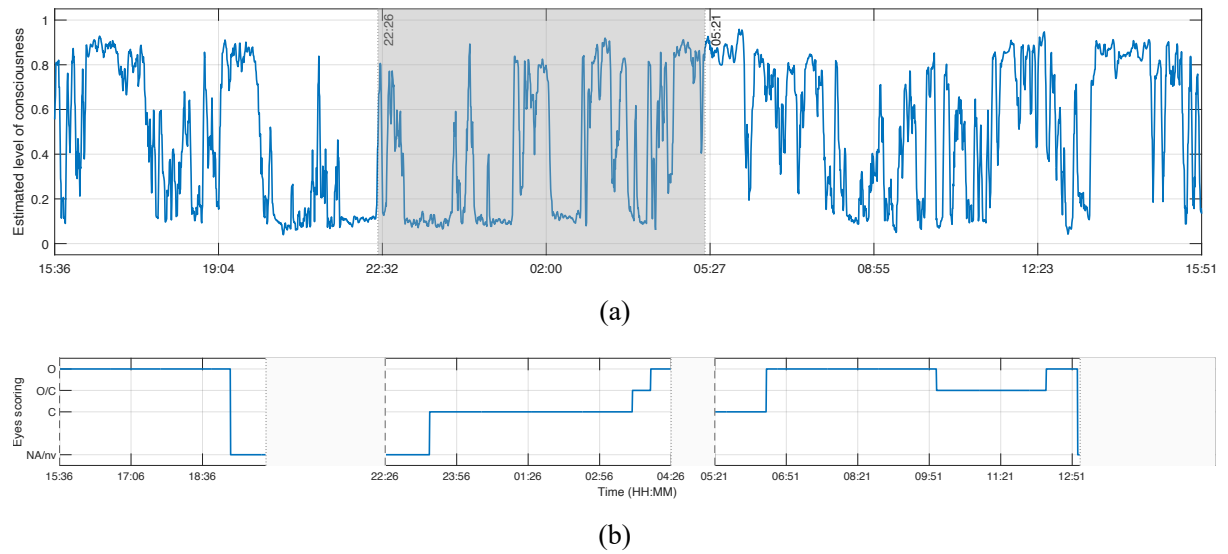 Estimated level of consciousness
1
0.8
0.6
0.4
0.2
0
22:26
05:21
15:36 19:04 22:32 02:00 05:27 08:55 12:23 15:51
(a)
Eyes scoring
O
O/C
C
NA/nv
15:36 17:06 18:36 22:26 23:56 01:26 02:56 04:26 05:21 06:51 08:21 09:51 11:21 12:51
Time (HH:MM)
(b)